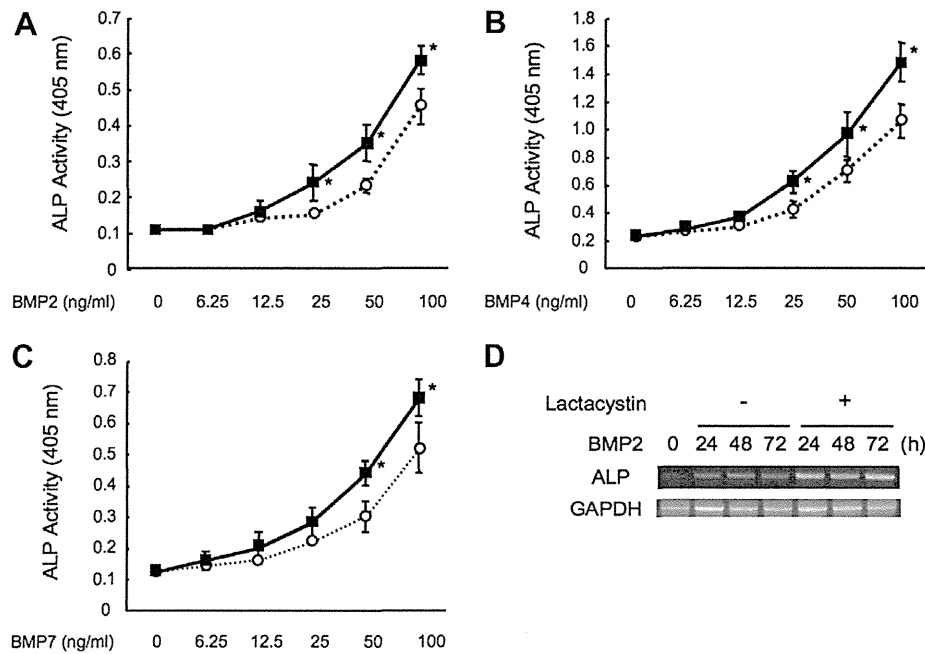 A
ALP Activity (405 nm)
0.7
0.6
0.5
0.4
0.3
0.2
0.1
0
*
*
*
BMP2 (ng/ml) 0 6.25 12.5 25 50 100
B
ALP Activity (405 nm)
1.8
1.6
1.4
1.2
1.0
0.8
0.6
0.4
0.2
0
*
*
*
BMP4 (ng/ml) 0 6.25 12.5 25 50 100
C
ALP Activity (405 nm)
0.8
0.7
0.6
0.5
0.4
0.3
0.2
0.1
0
*
*
BMP7 (ng/ml) 0 6.25 12.5 25 50 100
D
Lactacystin - +
BMP2 0 24 48 72 24 48 72 (h)
ALP
GAPDH